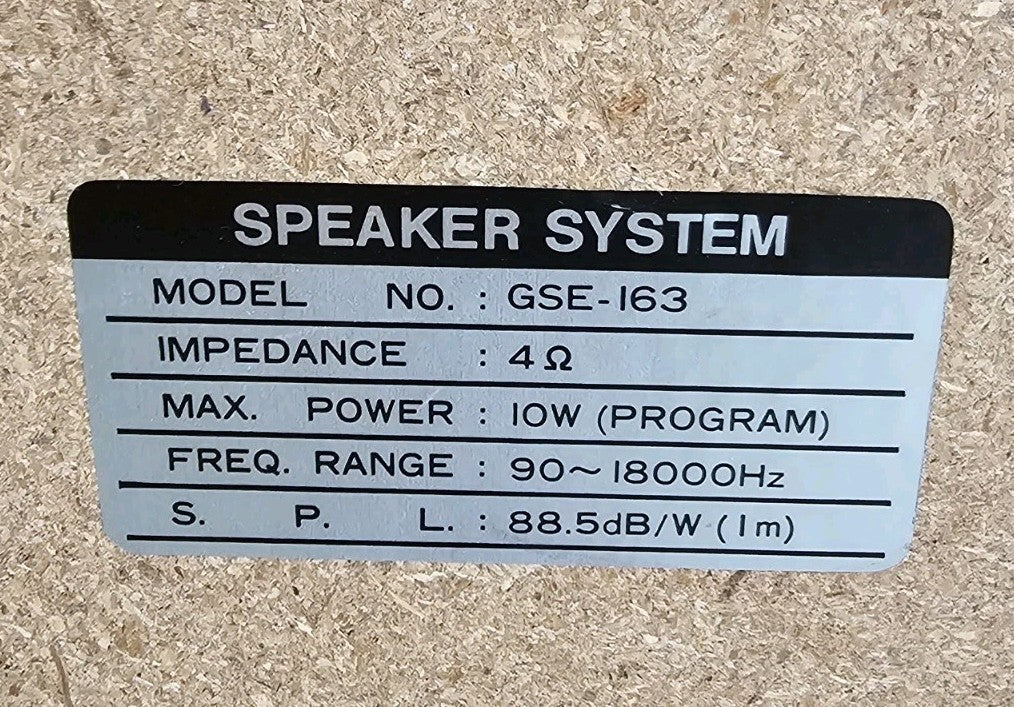 SPEAKER SYSTEM
MODEL NO. : GSE-163
IMPEDANCE : 4Ω
MAX. POWER : 10W (PROGRAM)
FREQ. RANGE : 90~18000Hz
S. P. L. : 88.5dB/W (1m)